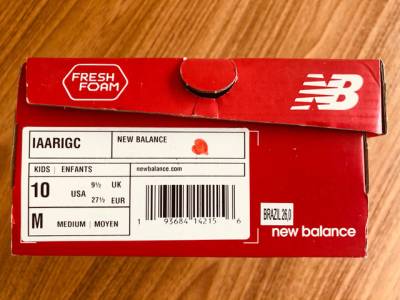 FRESH
FOAM
NB
IAARIGC
NEW BALANCE
KIDS | ENFANTS
newbalance.com
10 USA 9½ UK
27½ EUR
M MEDIUM | MOYEN
1 93684 14215 6
BRAZIL 26,0
new balance